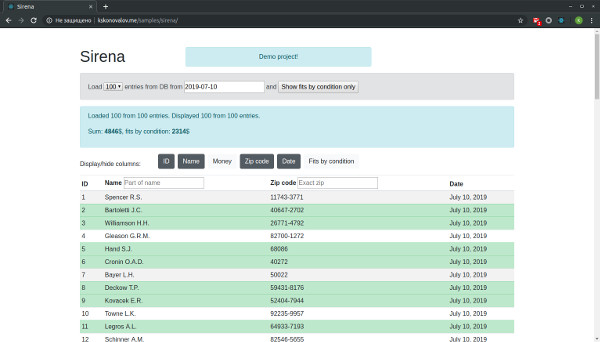 Sirena
Не защищено | kskonovalov.me/samples/sirena/
Sirena
Demo project!
Load 100 entries from DB from 2019-07-10 and Show fits by condition only
Loaded 100 from 100 entries. Displayed 100 from 100 entries.
Sum: 4846$, fits by condition: 2314$
Display/hide columns: ID Name Money Zip code Date Fits by condition
ID Name Part of name Zip code Exact zip Date
1 Spencer R.S. 11743-3771 July 10, 2019
2 Bartoletti J.C. 40647-2702 July 10, 2019
3 Williamson H.H. 26771-4792 July 10, 2019
4 Gleason G.R.M. 82700-1272 July 10, 2019
5 Hand S.J. 68086 July 10, 2019
6 Cronin O.A.D. 40272 July 10, 2019
7 Bayer L.H. 50022 July 10, 2019
8 Deckow T.P. 59431-8176 July 10, 2019
9 Kovacek E.R. 52404-7944 July 10, 2019
10 Towne L.K. 92235-9957 July 10, 2019
11 Legros A.L. 64933-7193 July 10, 2019
12 Schinner A.M. 82546-5655 July 10, 2019